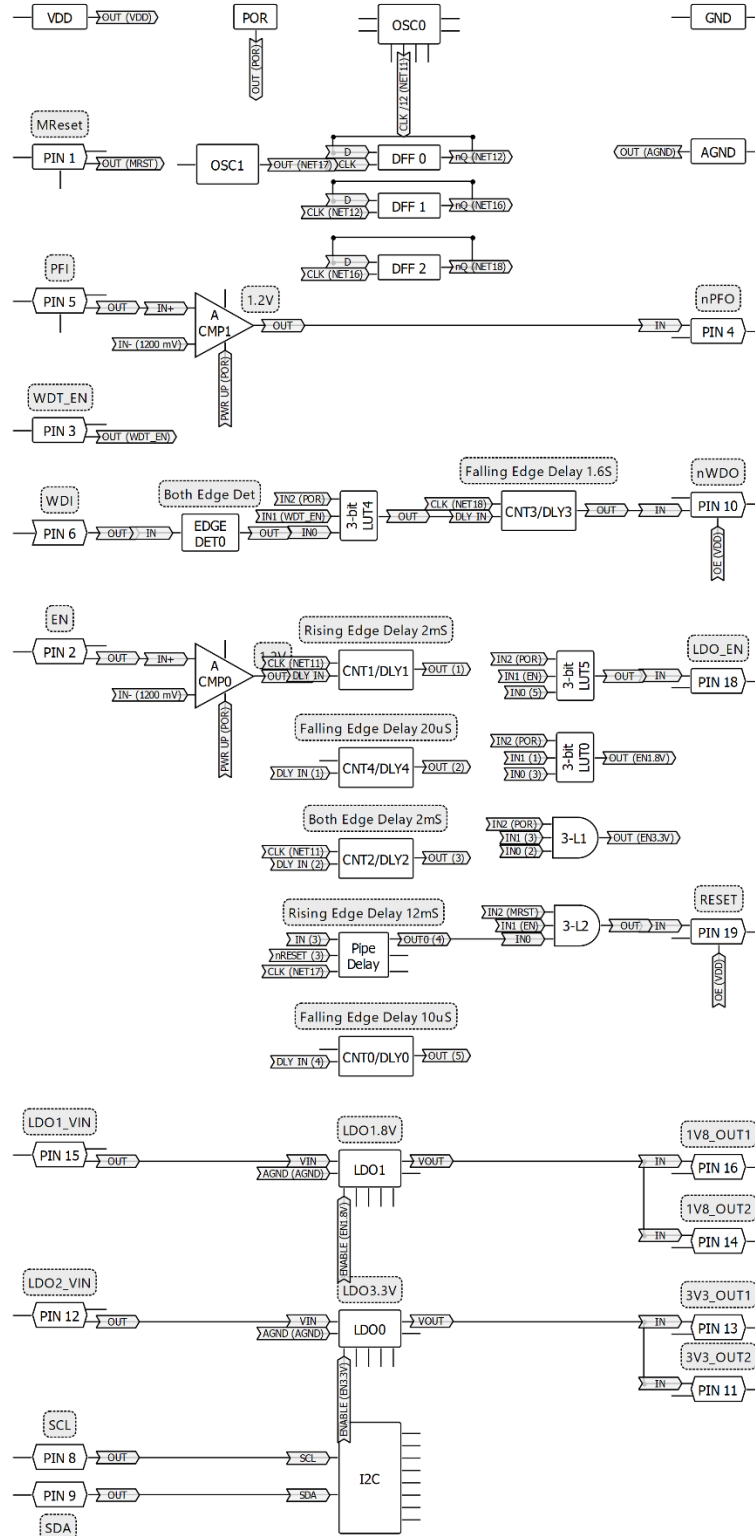 VDD
OUT (VDD)
POR
OUT (POR)
OSC0
CLK /12 (NET11)
GND
MReset
PIN 1
OUT (MRST)
OSC1
OUT (NET17)
CLK
D
DFF 0
nQ (NET12)
OUT (AGND)
AGND
D
CLK (NET12)
DFF 1
nQ (NET16)
D
CLK (NET16)
DFF 2
nQ (NET18)
PFI
PIN 5
OUT
IN+
IN- (1200 mV)
A
CMP1
1.2V
OUT
PWR UP (POR)
IN
nPFO
PIN 4
WDT_EN
PIN 3
OUT (WDT_EN)
WDI
PIN 6
OUT
IN
Both Edge Det
EDGE
DET0
OUT
IN2 (POR)
IN1 (WDT_EN)
IN0
3-bit
LUT4
OUT
Falling Edge Delay 1.6S
CLK (NET18)
DLY IN
CNT3/DLY3
OUT
IN
nWDO
PIN 10
OE (VDD)
EN
PIN 2
OUT
IN+
IN- (1200 mV)
A
CMP0
1.2V
OUT
PWR UP (POR)
Rising Edge Delay 2mS
CLK (NET11)
DLY IN
CNT1/DLY1
OUT (1)
IN2 (POR)
IN1 (EN)
IN0 (5)
3-bit
LUT5
OUT
IN
LDO_EN
PIN 18
Falling Edge Delay 20uS
DLY IN (1)
CNT4/DLY4
OUT (2)
IN2 (POR)
IN1 (1)
IN0 (3)
3-bit
LUT0
OUT (EN1.8V)
Both Edge Delay 2mS
CLK (NET11)
DLY IN (2)
CNT2/DLY2
OUT (3)
IN2 (POR)
IN1 (3)
IN0 (2)
3-L1
OUT (EN3.3V)
Rising Edge Delay 12mS
IN (3)
nRESET (3)
CLK (NET17)
Pipe
Delay
OUT0 (4)
IN2 (MRST)
IN1 (EN)
IN0
3-L2
OUT
IN
RESET
PIN 19
OE (VDD)
Falling Edge Delay 10uS
DLY IN (4)
CNT0/DLY0
OUT (5)
LDO1_VIN
PIN 15
OUT
LDO1.8V
VIN
AGND (AGND)
LDO1
VOUT
ENABLE (EN1.8V)
IN
1V8_OUT1
PIN 16
1V8_OUT2
IN
PIN 14
LDO2_VIN
PIN 12
OUT
LDO3.3V
VIN
AGND (AGND)
LDO0
VOUT
ENABLE (EN3.3V)
3V3_OUT1
IN
PIN 13
3V3_OUT2
IN
PIN 11
SCL
PIN 8
OUT
SCL
I2C
PIN 9
OUT
SDA
SDA